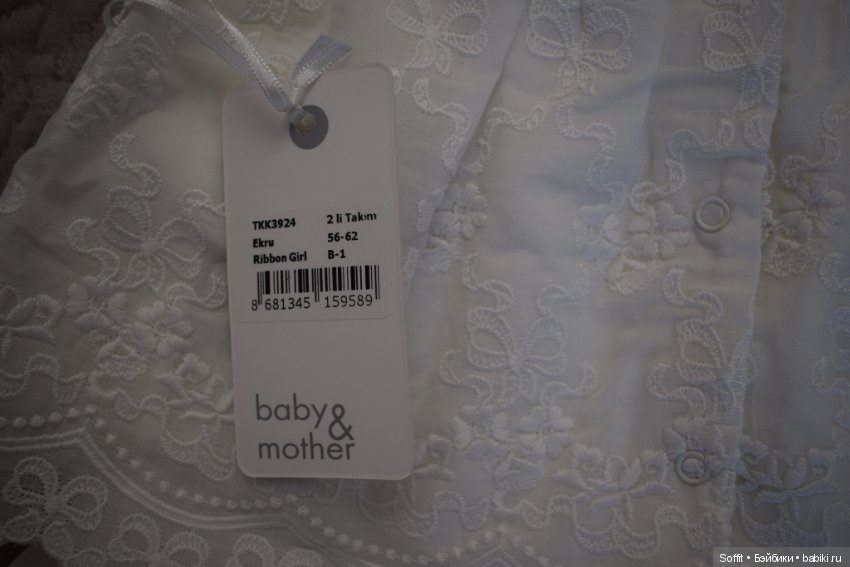 TKK3924 2 li Takım
Ekru 56-62
Ribbon Girl B-1
8 681345 159589
baby
&
mother
Soffit • Бэйбики • babiki.ru